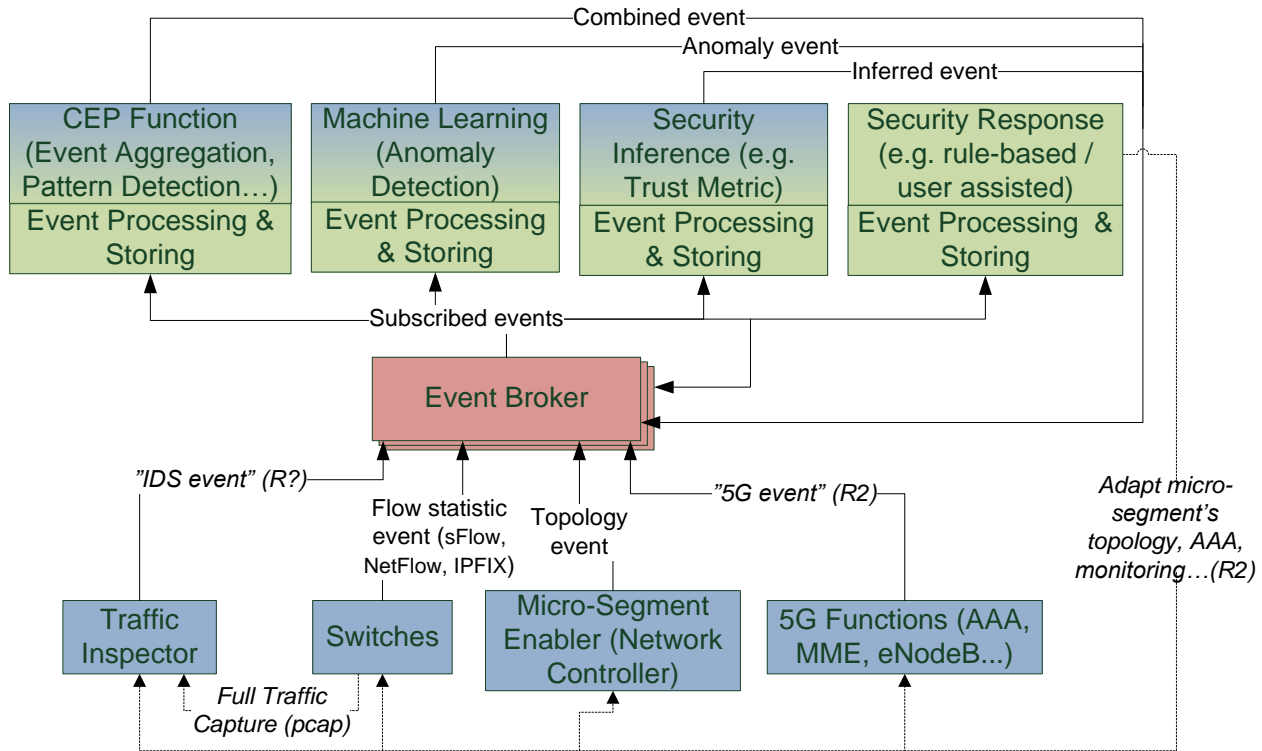 Combined event
Anomaly event
Inferred event
CEP Function
(Event Aggregation,
Pattern Detection…)
Event Processing &
Storing
Machine Learning
(Anomaly
Detection)
Event Processing
& Storing
Security
Inference (e.g.
Trust Metric)
Event Processing
& Storing
Security Response
(e.g. rule-based /
user assisted)
Event Processing &
Storing
Subscribed events
Event Broker
”IDS event” (R?)
Flow statistic
event (sFlow,
NetFlow, IPFIX)
Topology
event
”5G event” (R2)
Adapt micro-
segment’s
topology, AAA,
monitoring…(R2)
Traffic
Inspector
Switches
Micro-Segment
Enabler (Network
Controller)
5G Functions (AAA,
MME, eNodeB...)
Full Traffic
Capture (pcap)